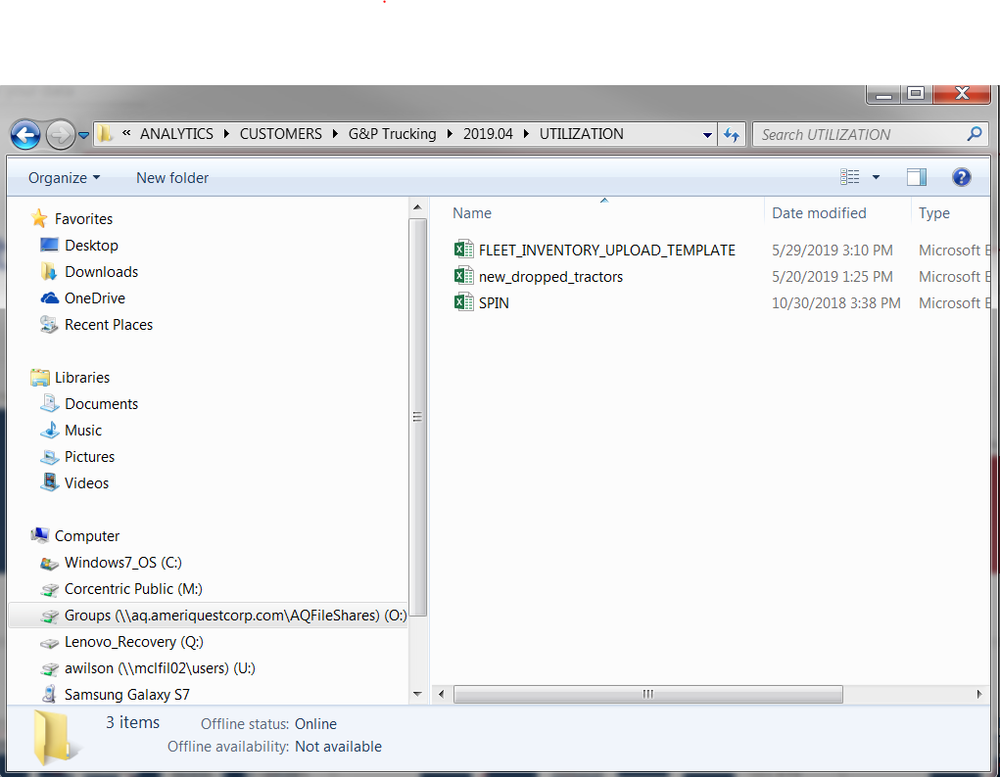 « ANALYTICS CUSTOMERS G&P Trucking 2019.04 UTILIZATION Search UTILIZATION
Organize New folder
Favorites
Desktop
Downloads
OneDrive
Recent Places
Libraries
Documents
Music
Pictures
Videos
Computer
Windows7_OS (C:)
Corcentric Public (M:)
Groups (\\aq.ameriquestcorp.com\AQFileShares) (O:)
Lenovo_Recovery (Q:)
awilson (\\mclfil02\users) (U:)
Samsung Galaxy S7
Name Date modified Type
FLEET_INVENTORY_UPLOAD_TEMPLATE 5/29/2019 3:10 PM Microsoft E
new_dropped_tractors 5/20/2019 1:25 PM Microsoft E
SPIN 10/30/2018 3:38 PM Microsoft E
3 items Offline status: Online
Offline availability: Not available